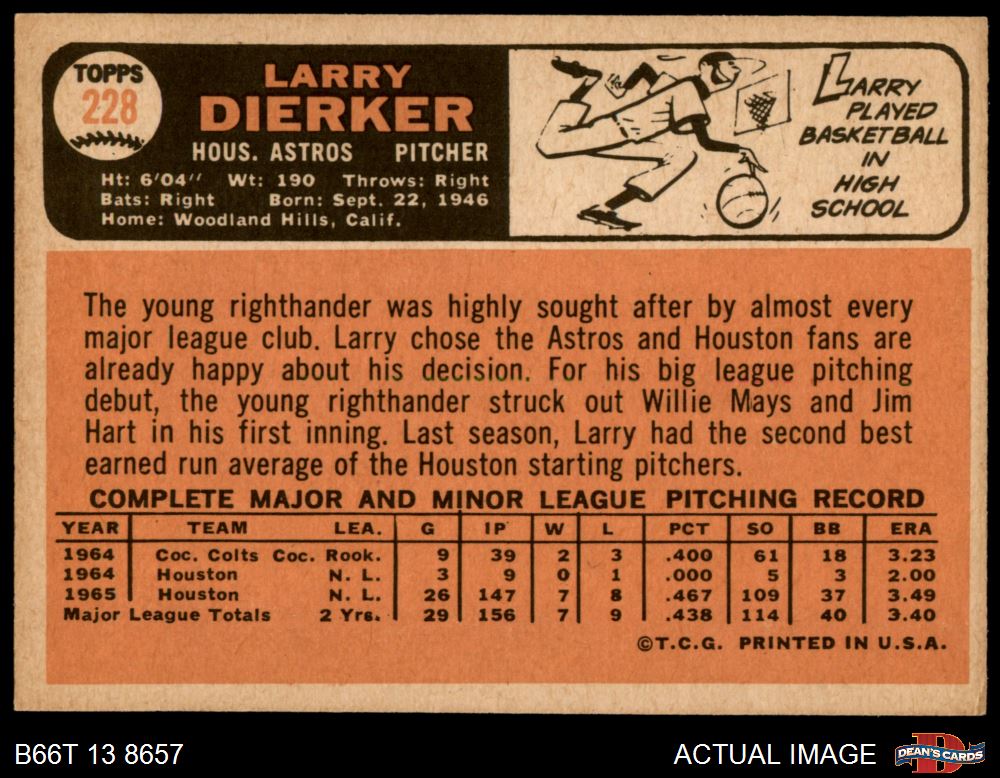 TOPPS
228
LARRY
DIERKER
HOUS. ASTROS PITCHER
Ht: 6'04" Wt: 190 Throws: Right
Bats: Right Born: Sept. 22, 1946
Home: Woodland Hills, Calif.
LARRY
PLAYED
BASKETBALL
IN
HIGH
SCHOOL
The young righthander was highly sought after by almost every
major league club. Larry chose the Astros and Houston fans are
already happy about his decision. For his big league pitching
debut, the young righthander struck out Willie Mays and Jim
Hart in his first inning. Last season, Larry had the second best
earned run average of the Houston starting pitchers.
COMPLETE MAJOR AND MINOR LEAGUE PITCHING RECORD
YEAR TEAM LEA. G IP W L PCT SO BB ERA
1964 Coc. Colts Coc. Rook. 9 39 2 3 .400 61 18 3.23
1964 Houston N. L. 3 9 0 1 .000 5 3 2.00
1965 Houston N. L. 26 147 7 8 .467 109 37 3.49
Major League Totals 2 Yrs. 29 156 7 9 .438 114 40 3.40
©T.C.G. PRINTED IN U.S.A.
B66T 13 8657
ACTUAL IMAGE
DEAN'S CARDS